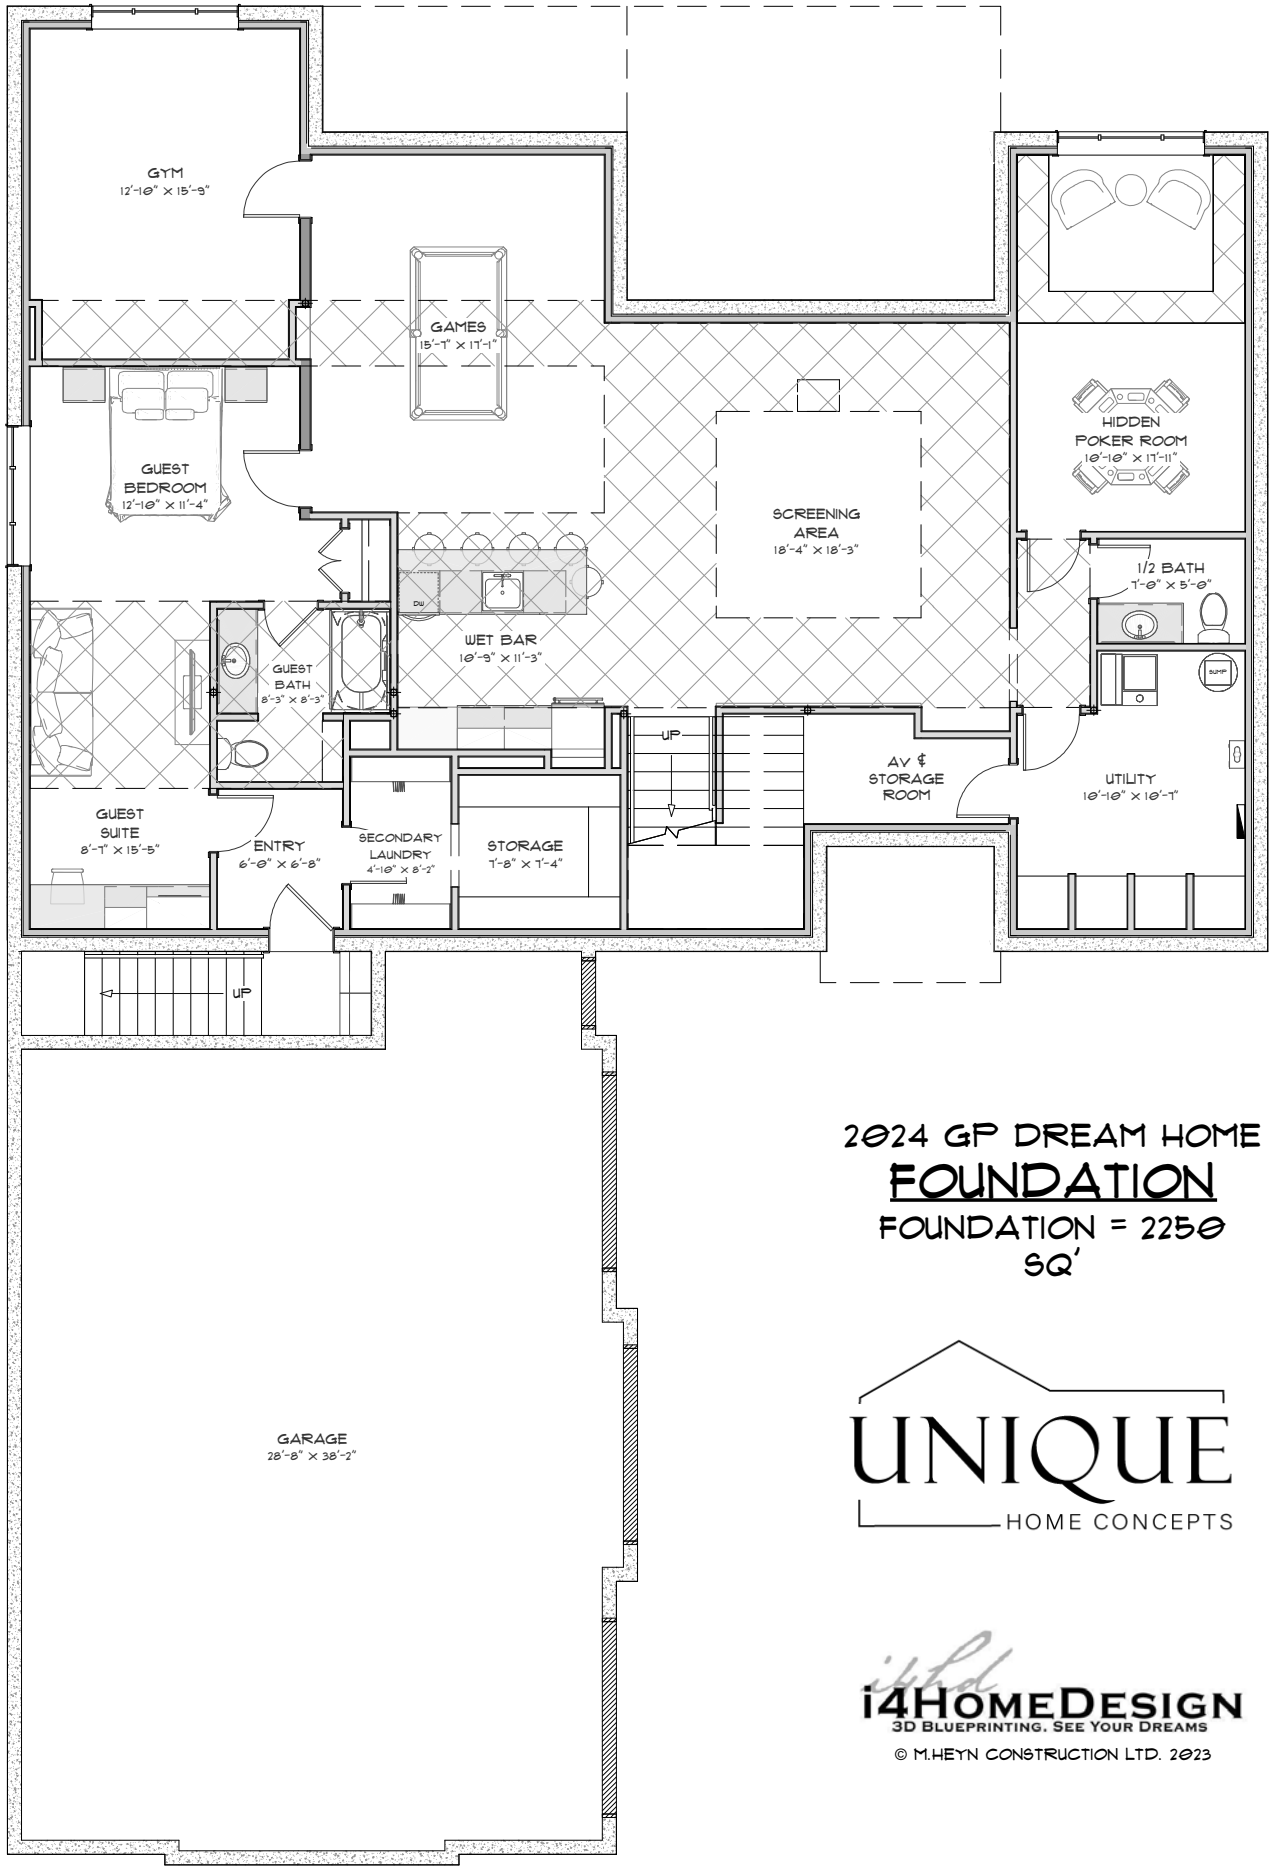 GYM
12'-10" X 15'-9"
GAMES
15'-7" X 17'-1"
HIDDEN
POKER ROOM
10'-10" X 17'-11"
GUEST
BEDROOM
12'-10" X 11'-4"
SCREENING
AREA
18'-4" X 18'-3"
1/2 BATH
7'-0" X 5'-0"
DW
WET BAR
10'-9" X 11'-3"
GUEST
BATH
8'-3" X 8'-3"
SUMP
UP
AV &
STORAGE
ROOM
UTILITY
10'-10" X 10'-7"
GUEST
SUITE
8'-7" X 15'-5"
ENTRY
6'-0" X 6'-8"
SECONDARY
LAUNDRY
4'-10" X 8'-2"
STORAGE
7'-8" X 7'-4"
UP
2024 GP DREAM HOME
FOUNDATION
FOUNDATION = 2250
SQ'
UNIQUE
HOME CONCEPTS
GARAGE
28'-8" X 38'-2"
i4hd
i4HOMEDESIGN
3D BLUEPRINTING. SEE YOUR DREAMS
© M.HEYN CONSTRUCTION LTD. 2023